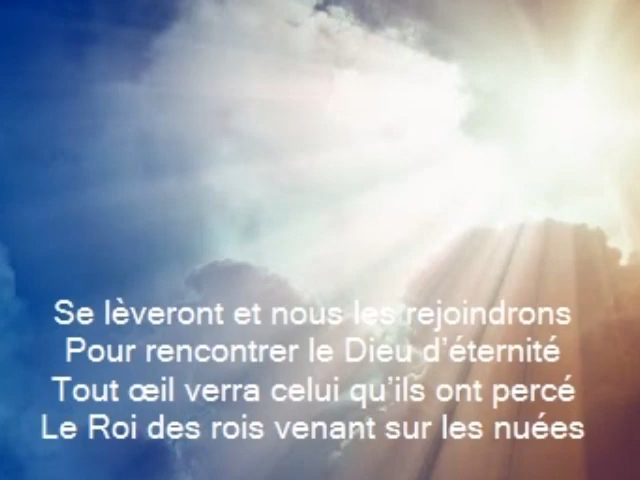 Se lèveront et nous les rejoindrons
Pour rencontrer le Dieu d'éternité
Tout œil verra celui qu'ils ont percé
Le Roi des rois venant sur les nuées